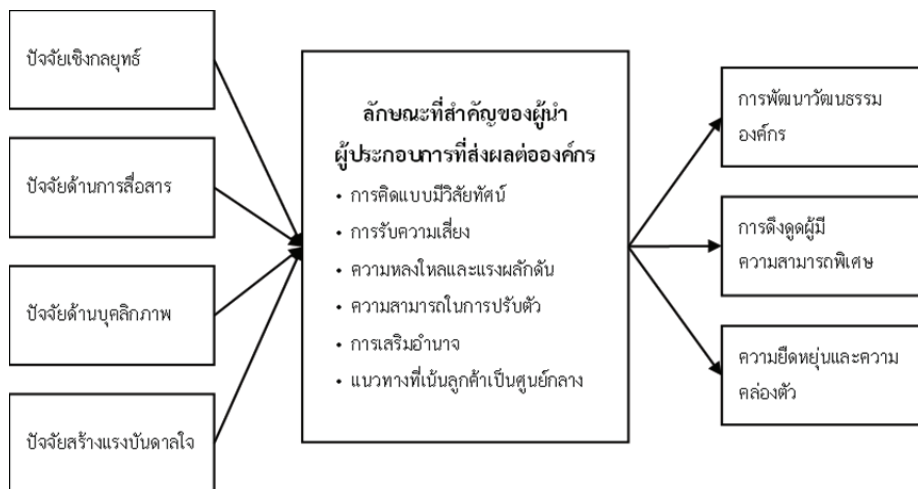 ปัจจัยเชิงกลยุทธ์
ปัจจัยด้านการสื่อสาร
ปัจจัยด้านบุคลิกภาพ
ปัจจัยสร้างแรงบันดาลใจ
ลักษณะที่สำคัญของผู้นำ
ผู้ประกอบการที่ส่งผลต่อองค์กร
• การคิดแบบมีวิสัยทัศน์
• การรับความเสี่ยง
• ความหลงใหลและแรงผลักดัน
• ความสามารถในการปรับตัว
• การเสริมอำนาจ
• แนวทางที่เน้นลูกค้าเป็นศูนย์กลาง
การพัฒนาวัฒนธรรม
องค์กร
การดึงดูดผู้มี
ความสามารถพิเศษ
ความยืดหยุ่นและความ
คล่องตัว